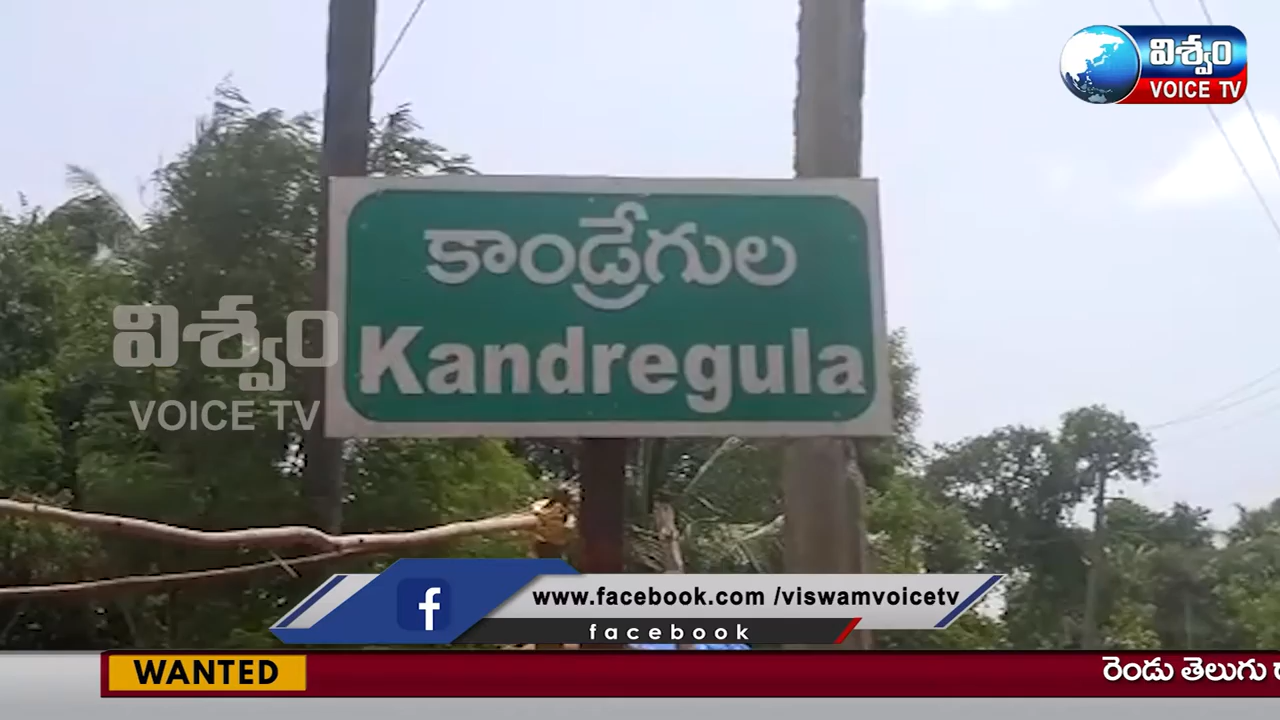 విశ్వం
VOICE TV
కాండ్రేగుల
Kandregula
విశ్వం
VOICE TV
www.facebook.com /viswamvoicetv
facebook
WANTED
రెండు తెలుగు